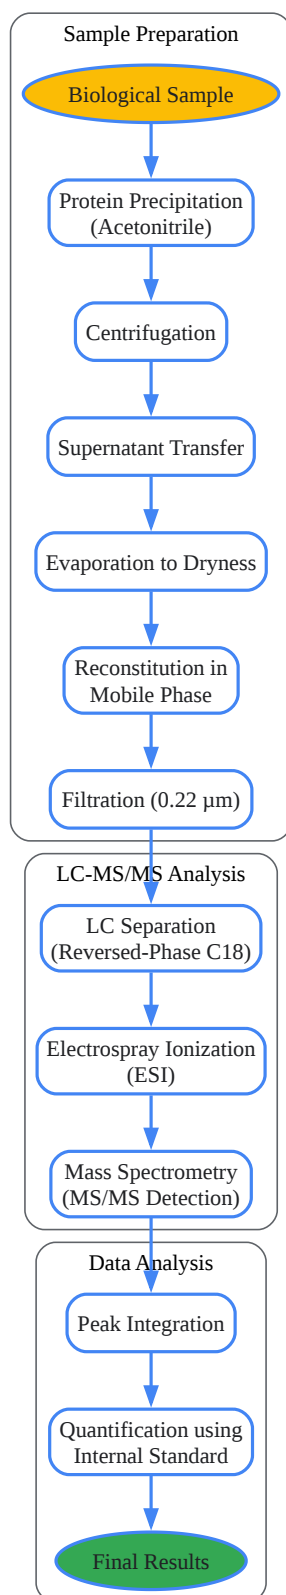 Sample Preparation
Biological Sample
Protein Precipitation
(Acetonitrile)
Centrifugation
Supernatant Transfer
Evaporation to Dryness
Reconstitution in
Mobile Phase
Filtration (0.22 µm)
LC-MS/MS Analysis
LC Separation
(Reversed-Phase C18)
Electrospray Ionization
(ESI)
Mass Spectrometry
(MS/MS Detection)
Data Analysis
Peak Integration
Quantification using
Internal Standard
Final Results